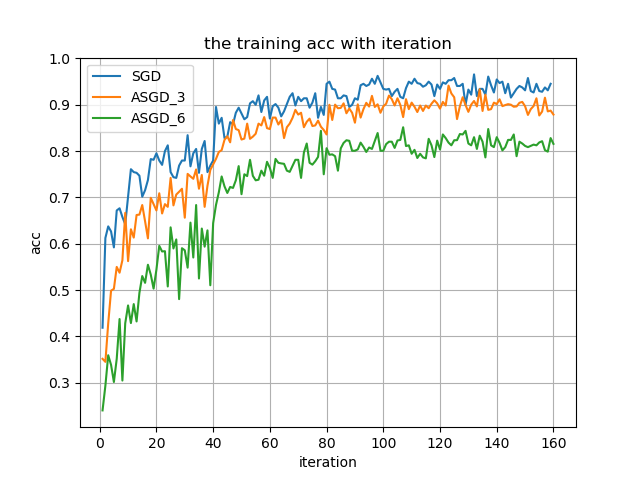 the training acc with iteration
SGD
ASGD_3
ASGD_6
1.0
0.9
0.8
0.7
0.6
0.5
0.4
0.3
acc
0 20 40 60 80 100 120 140 160
iteration